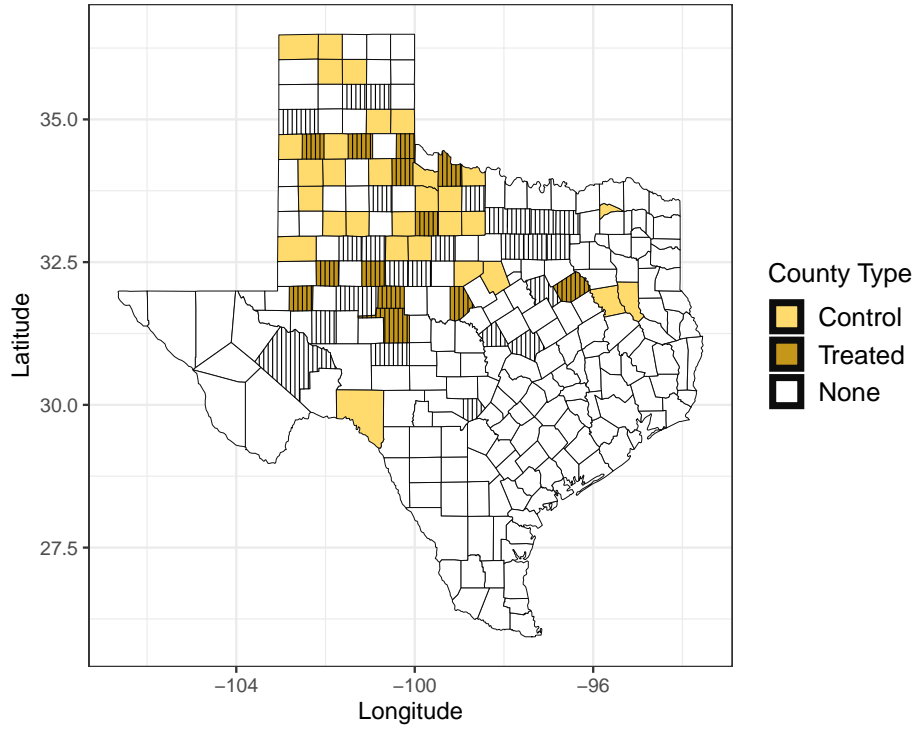 35.0
32.5
30.0
27.5
Latitude
−104
−100
−96
Longitude
County Type
Control
Treated
None